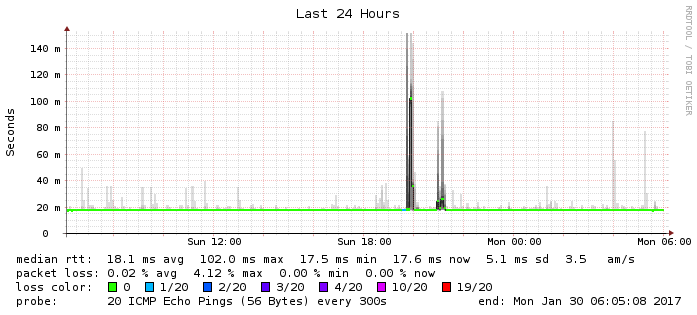 Last 24 Hours
RRDTOOL / TOBI OETIKER
Seconds
140 m
120 m
100 m
80 m
60 m
40 m
20 m
0
Sun 12:00 Sun 18:00 Mon 00:00 Mon 06:00
median rtt: 18.1 ms avg 102.0 ms max 17.5 ms min 17.6 ms now 5.1 ms sd 3.5 am/s
packet loss: 0.02 % avg 4.12 % max 0.00 % min 0.00 % now
loss color: 0 1/20 2/20 3/20 4/20 10/20 19/20
probe: 20 ICMP Echo Pings (56 Bytes) every 300s end: Mon Jan 30 06:05:08 2017